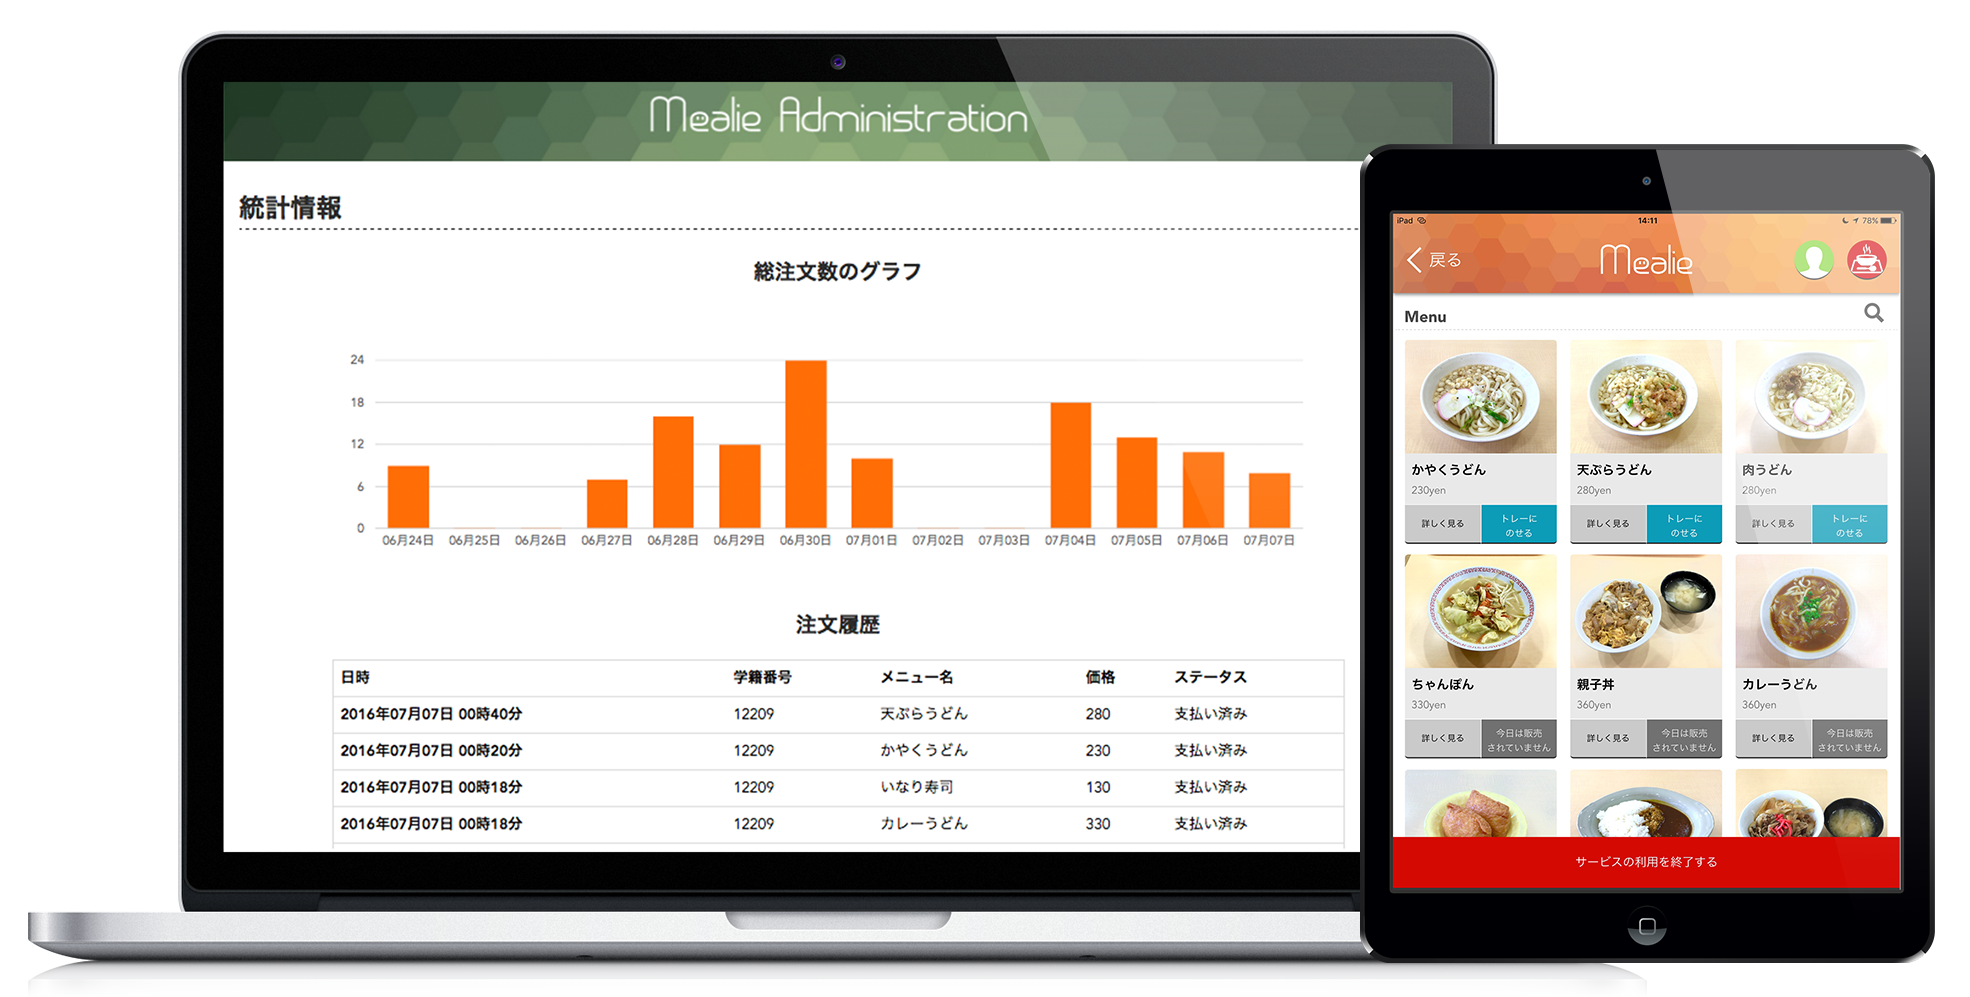 Mealie Administration
統計情報
総注文数のグラフ
24
18
12
6
0
06月24日 06月25日 06月26日 06月27日 06月28日 06月29日 06月30日 07月01日 07月02日 07月03日 07月04日 07月05日 07月06日 07月07日
注文履歴
日時 学籍番号 メニュー名 価格 ステータス
2016年07月07日 00時40分 12209 天ぷらうどん 280 支払い済み
2016年07月07日 00時20分 12209 かやくうどん 230 支払い済み
2016年07月07日 00時18分 12209 いなり寿司 130 支払い済み
2016年07月07日 00時18分 12209 カレーうどん 330 支払い済み
iPad 14:11 78%
戻る Mealie
Menu
かやくうどん 天ぷらうどん 肉うどん
230yen 280yen 280yen
詳しく見る トレーに のせる 詳しく見る トレーに のせる 詳しく見る トレーに のせる
ちゃんぽん 親子丼 カレーうどん
330yen 360yen 360yen
詳しく見る 今日は販売 されていません 詳しく見る 今日は販売 されていません 詳しく見る 今日は販売 されていません
サービスの利用を終了する